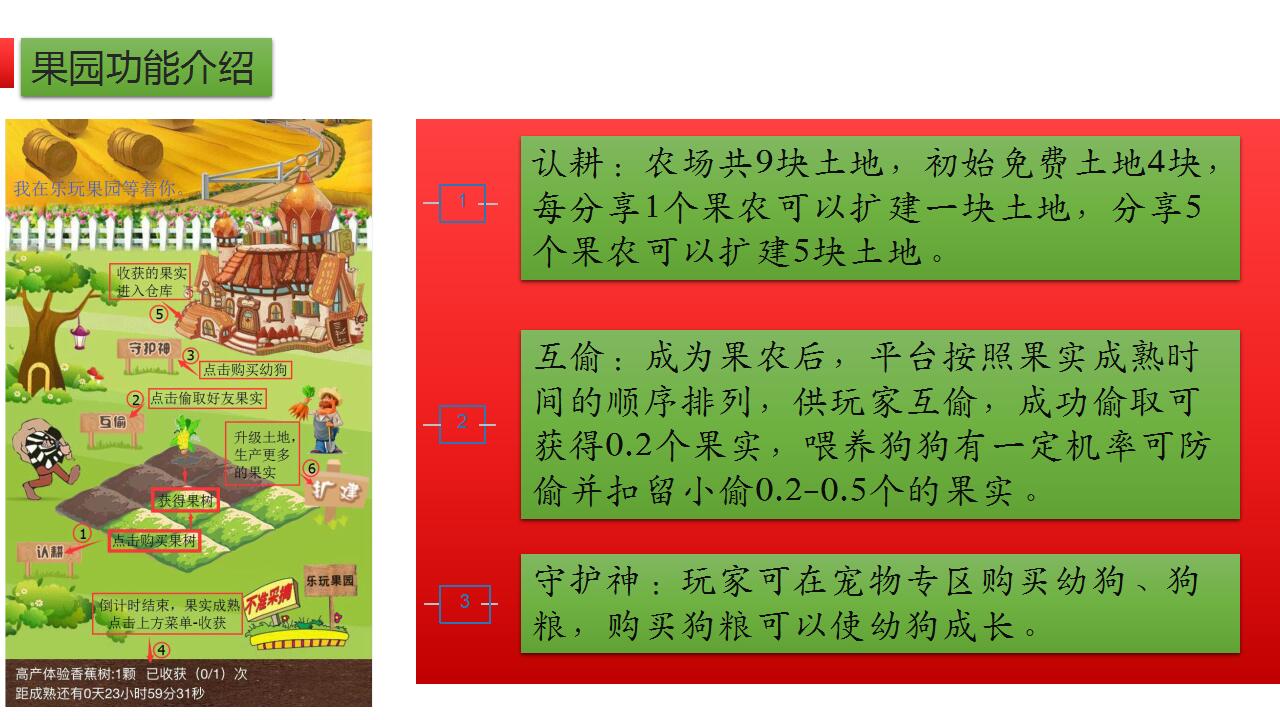 果园功能介绍
我在乐玩果园等着你。
收获的果实
进入仓库
⑤
守护神
③
点击购买幼狗
②
点击偷取好友果实
互偷
升级土地，
生产更多
的果实
⑥
扩建
获得果树
①
点击购买果树
认耕
乐玩果园
不准采摘
倒计时结束，果实成熟
点击上方菜单-收获
④
高产体验香蕉树:1颗 已收获（0/1）次
距成熟还有0天23小时59分31秒
1
认耕：农场共9块土地，初始免费土地4块，
每分享1个果农可以扩建一块土地，分享5
个果农可以扩建5块土地。
2
互偷：成为果农后，平台按照果实成熟时
间的顺序排列，供玩家互偷，成功偷取可
获得0.2个果实，喂养狗狗有一定机率可防
偷并扣留小偷0.2-0.5个的果实。
3
守护神：玩家可在宠物专区购买幼狗、狗
粮，购买狗粮可以使幼狗成长。